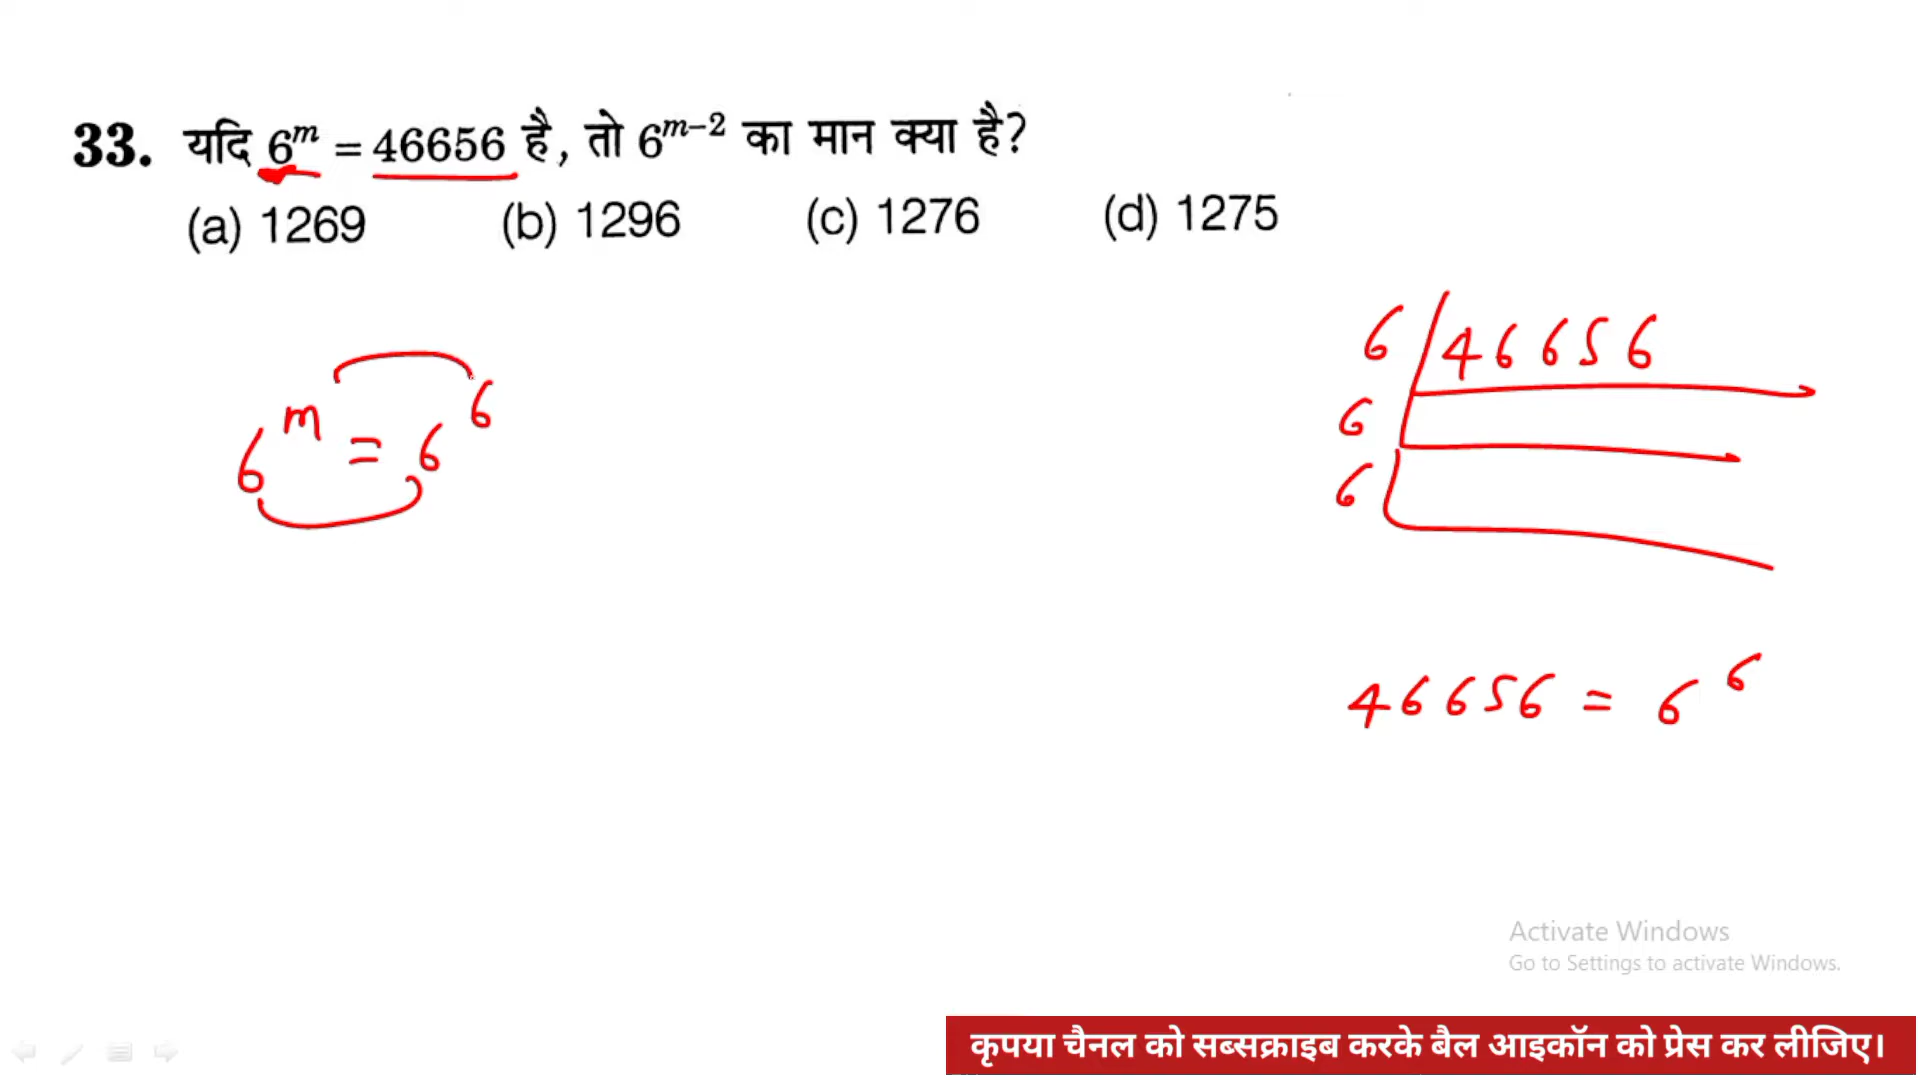 33. यदि 6^m = 46656 है, तो 6^{m-2} का मान क्या है?
(a) 1269 (b) 1296 (c) 1276 (d) 1275
6 46656
6
6
6^m = 6^6
46656 = 6^6
Activate Windows
Go to Settings to activate Windows.
कृपया चैनल को सब्सक्राइब करके बैल आइकॉन को प्रेस कर लीजिए।